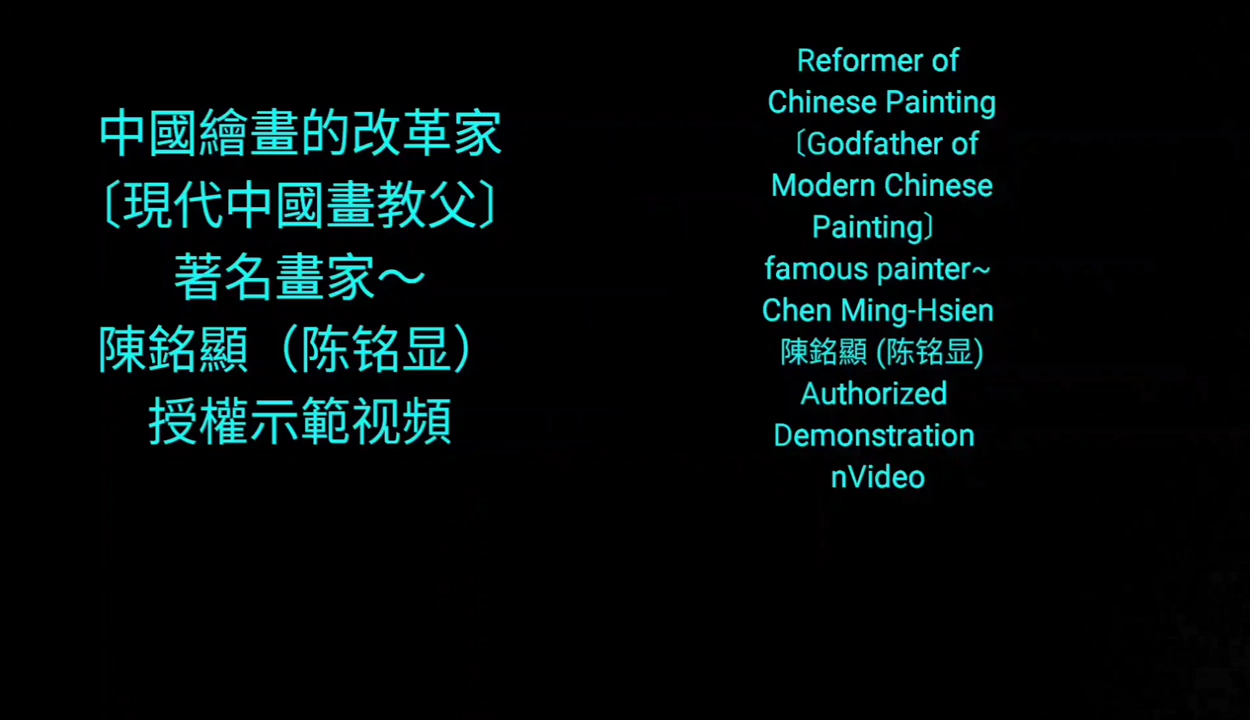 中國繪畫的改革家
〔現代中國畫教父〕
著名畫家～
陳銘顯（陈铭显）
授權示範视頻
Reformer of
Chinese Painting
〔Godfather of
Modern Chinese
Painting〕
famous painter~
Chen Ming-Hsien
陳銘顯 (陈铭显)
Authorized
Demonstration
nVideo